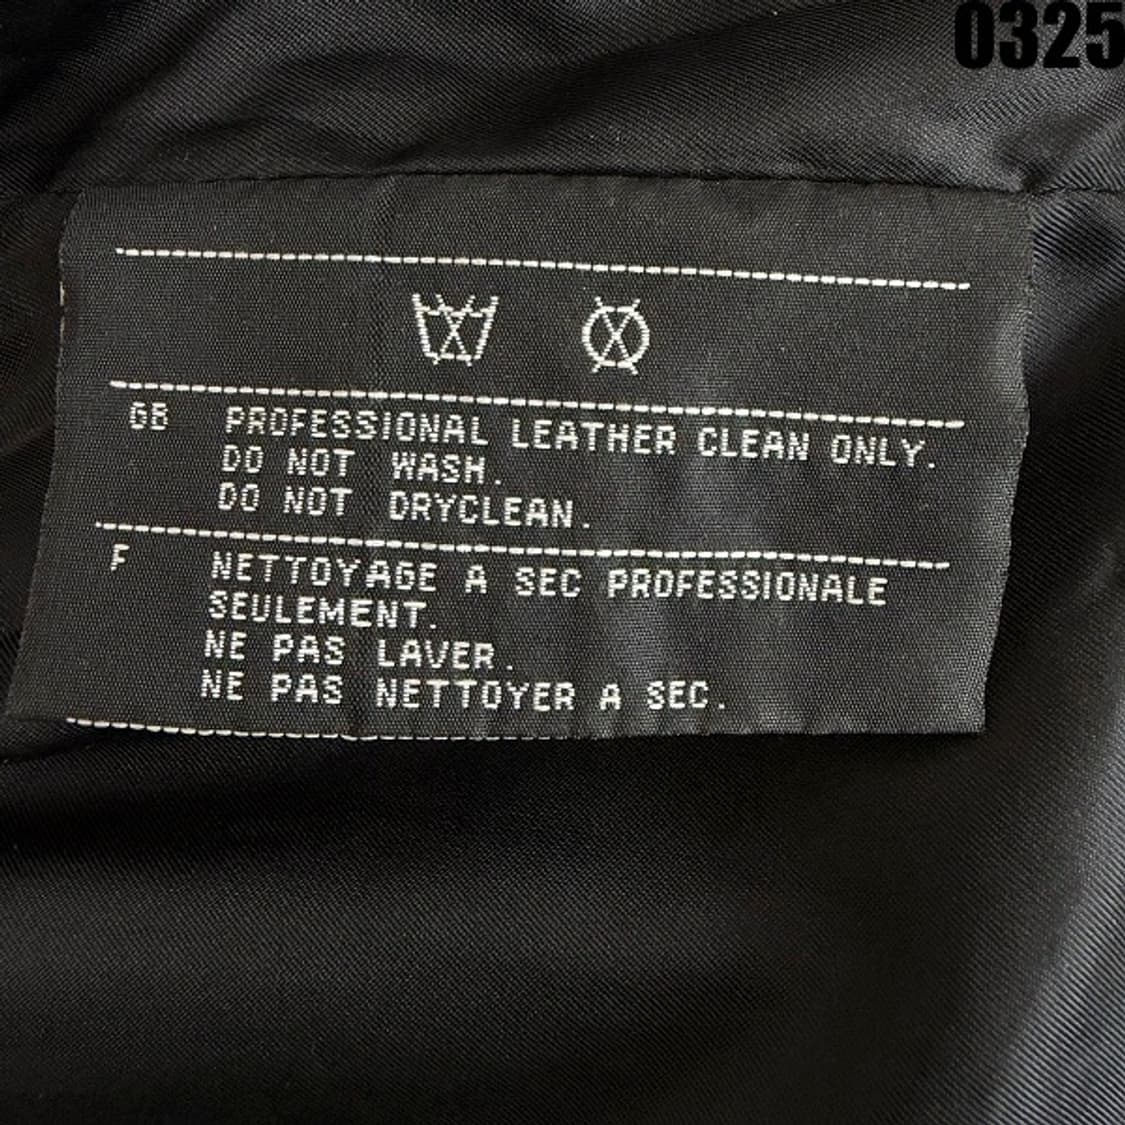 0325
GB PROFESSIONAL LEATHER CLEAN ONLY.
DO NOT WASH.
DO NOT DRYCLEAN.
F NETTOYAGE A SEC PROFESSIONALE
SEULEMENT.
NE PAS LAVER.
NE PAS NETTOYER A SEC.